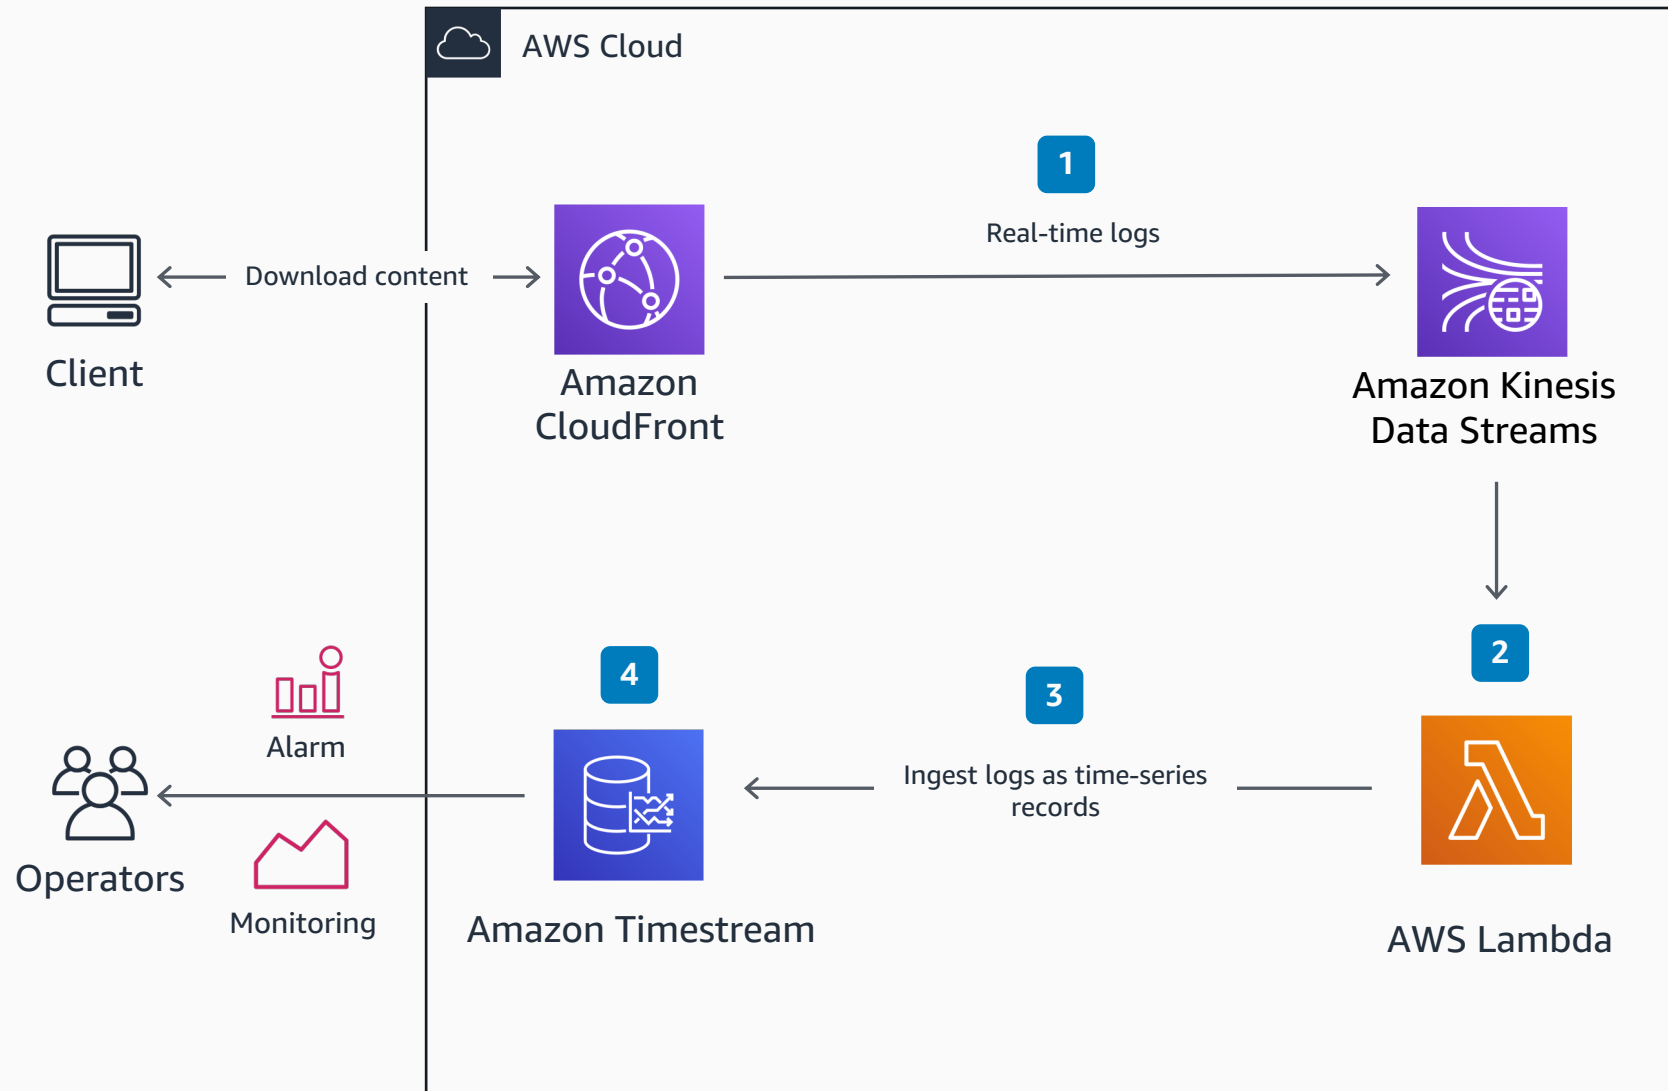 AWS Cloud
1
Real-time logs
Download content
Client
Amazon
CloudFront
Amazon Kinesis
Data Streams
2
3
4
Alarm
Ingest logs as time-series
records
Operators
Monitoring
Amazon Timestream
AWS Lambda